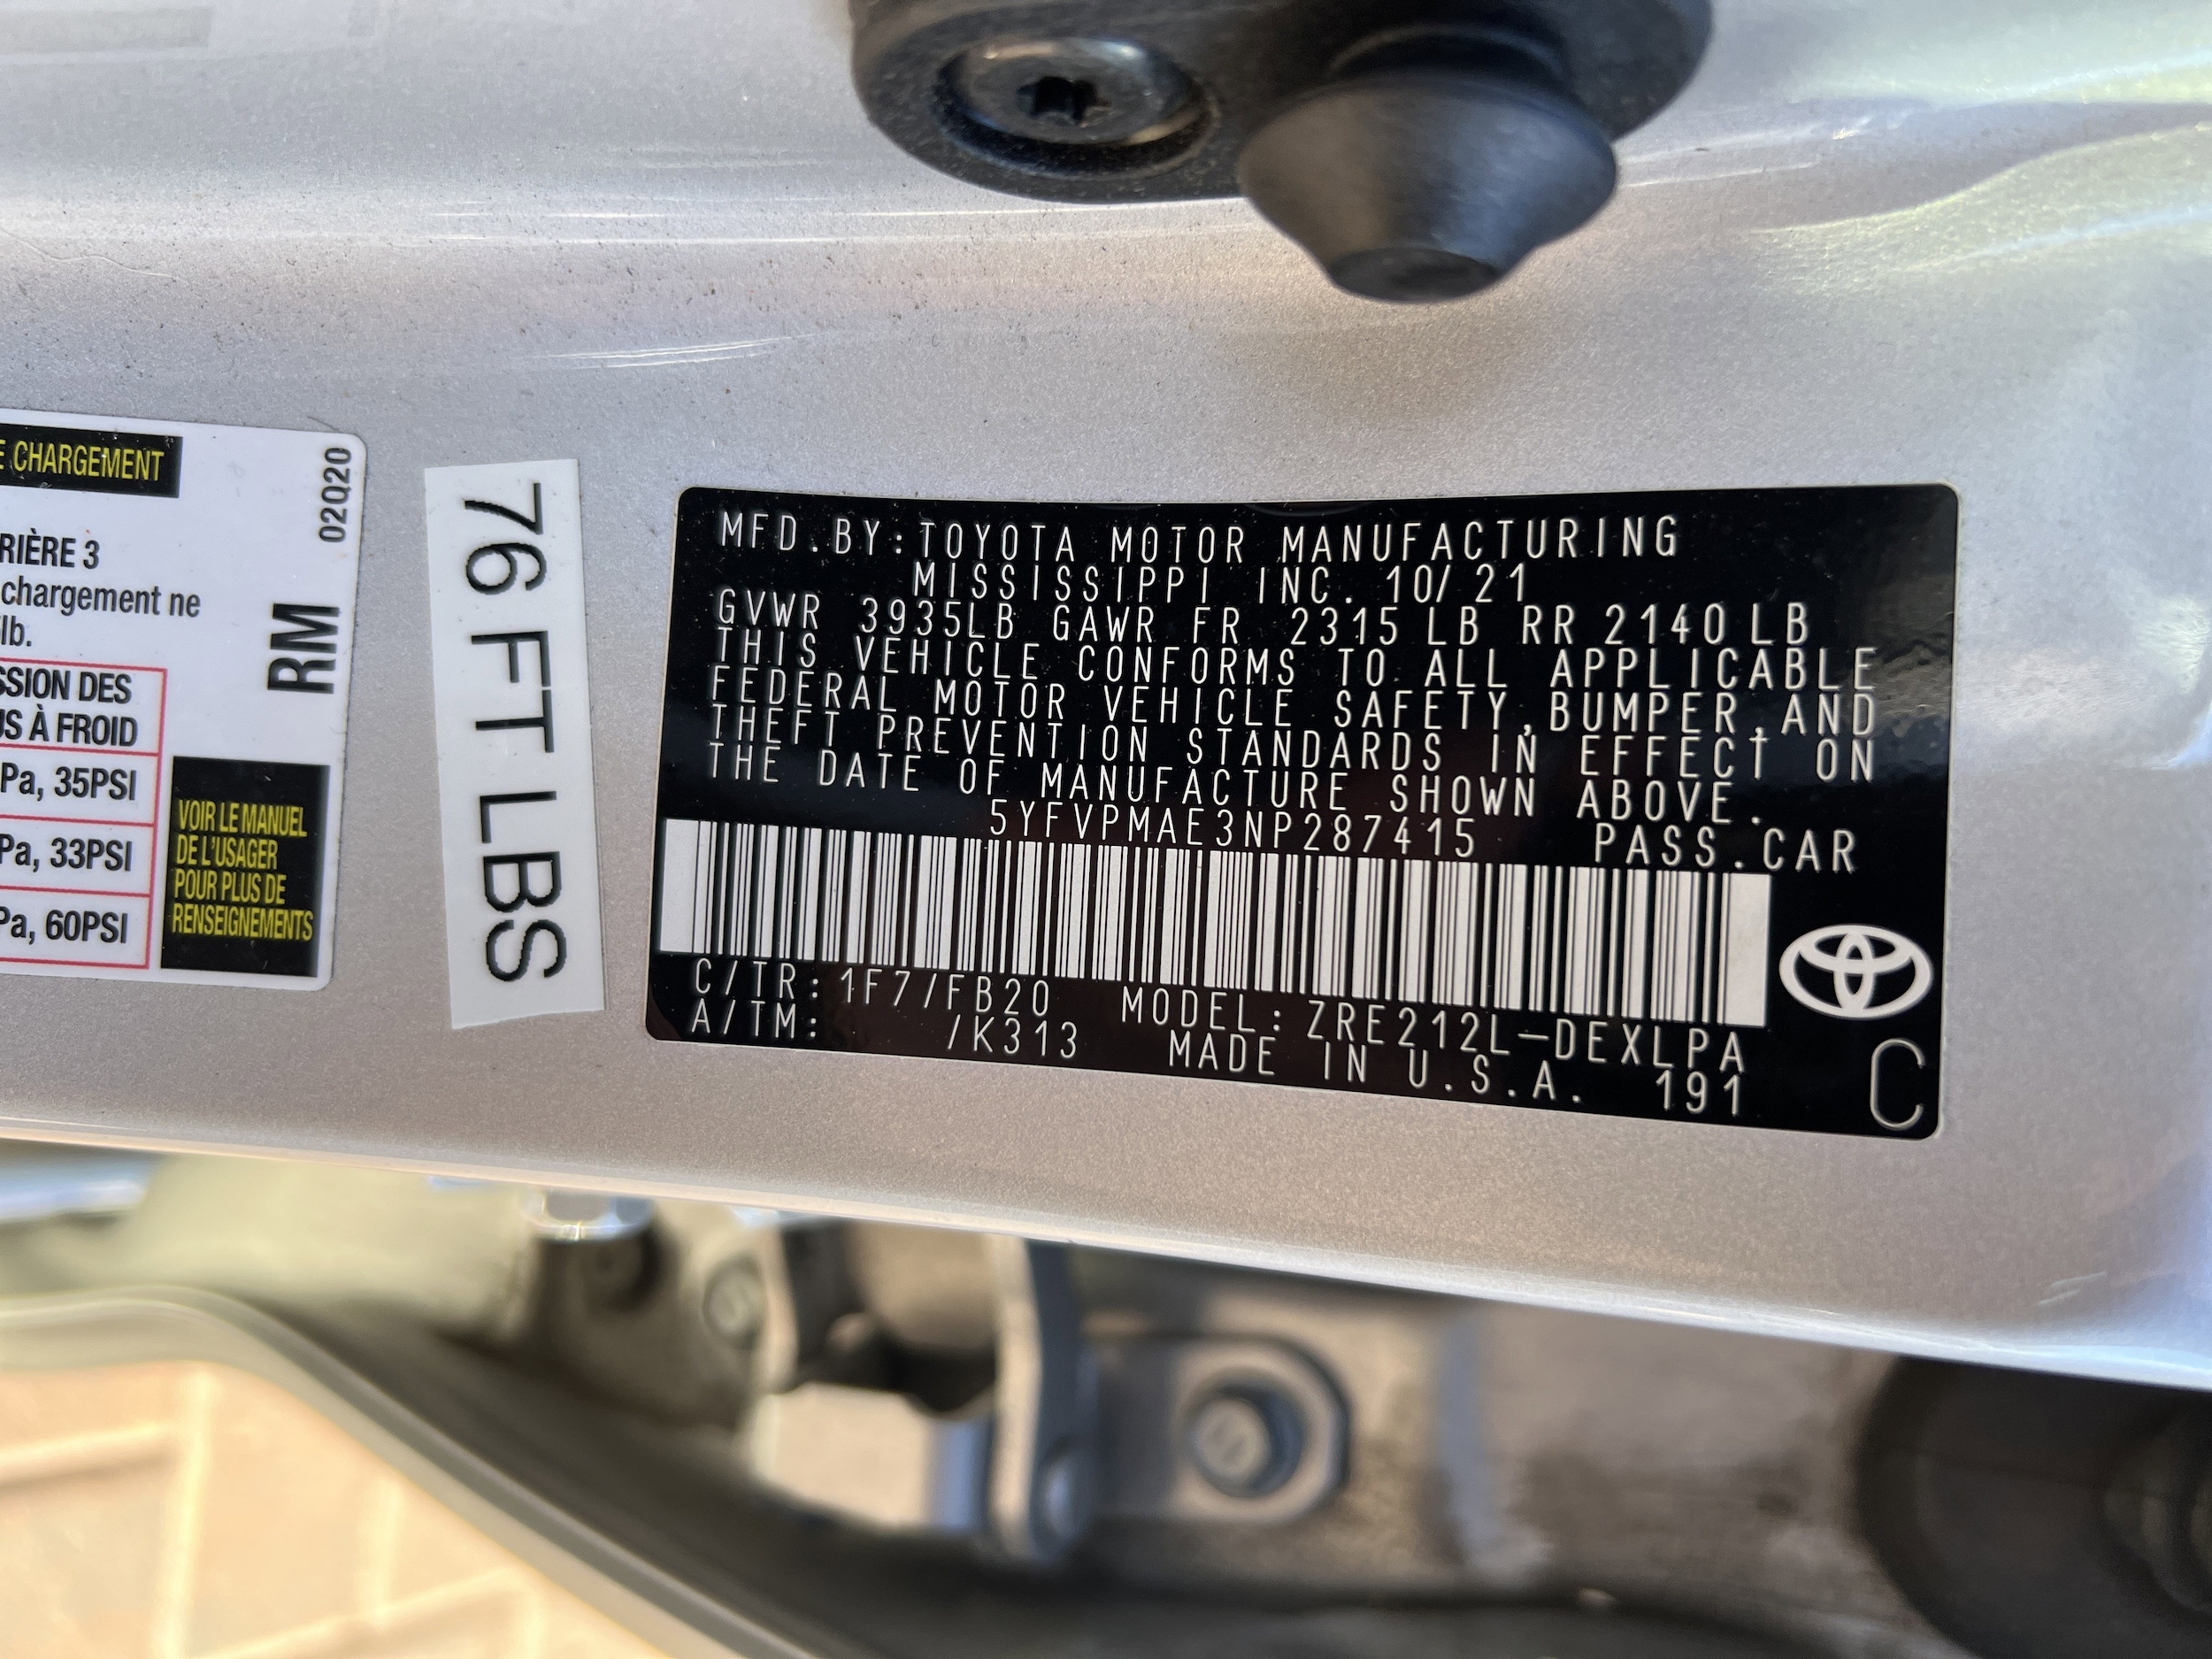 E CHARGEMENT
02Q20
RIÈRE 3
chargement ne
lb.
RM
SSION DES
US À FROID
Pa, 35PSI
Pa, 33PSI
Pa, 60PSI
VOIR LE MANUEL
DE L'USAGER
POUR PLUS DE
RENSEIGNEMENTS
76 FT LBS
MFD.BY:TOYOTA MOTOR MANUFACTURING
MISSISSIPPI INC. 10/21
GVWR 3935LB GAWR FR 2315LB RR 2140LB
THIS VEHICLE CONFORMS TO ALL APPLICABLE
FEDERAL MOTOR VEHICLE SAFETY,BUMPER,AND
THEFT PREVENTION STANDARDS IN EFFECT ON
THE DATE OF MANUFACTURE SHOWN ABOVE.
5YFVPMAE3NP287415 PASS.CAR
C/TR:1F7/FB20 MODEL:ZRE212L-DEXLPA
A/TM: /K313 MADE IN U.S.A. 191
C